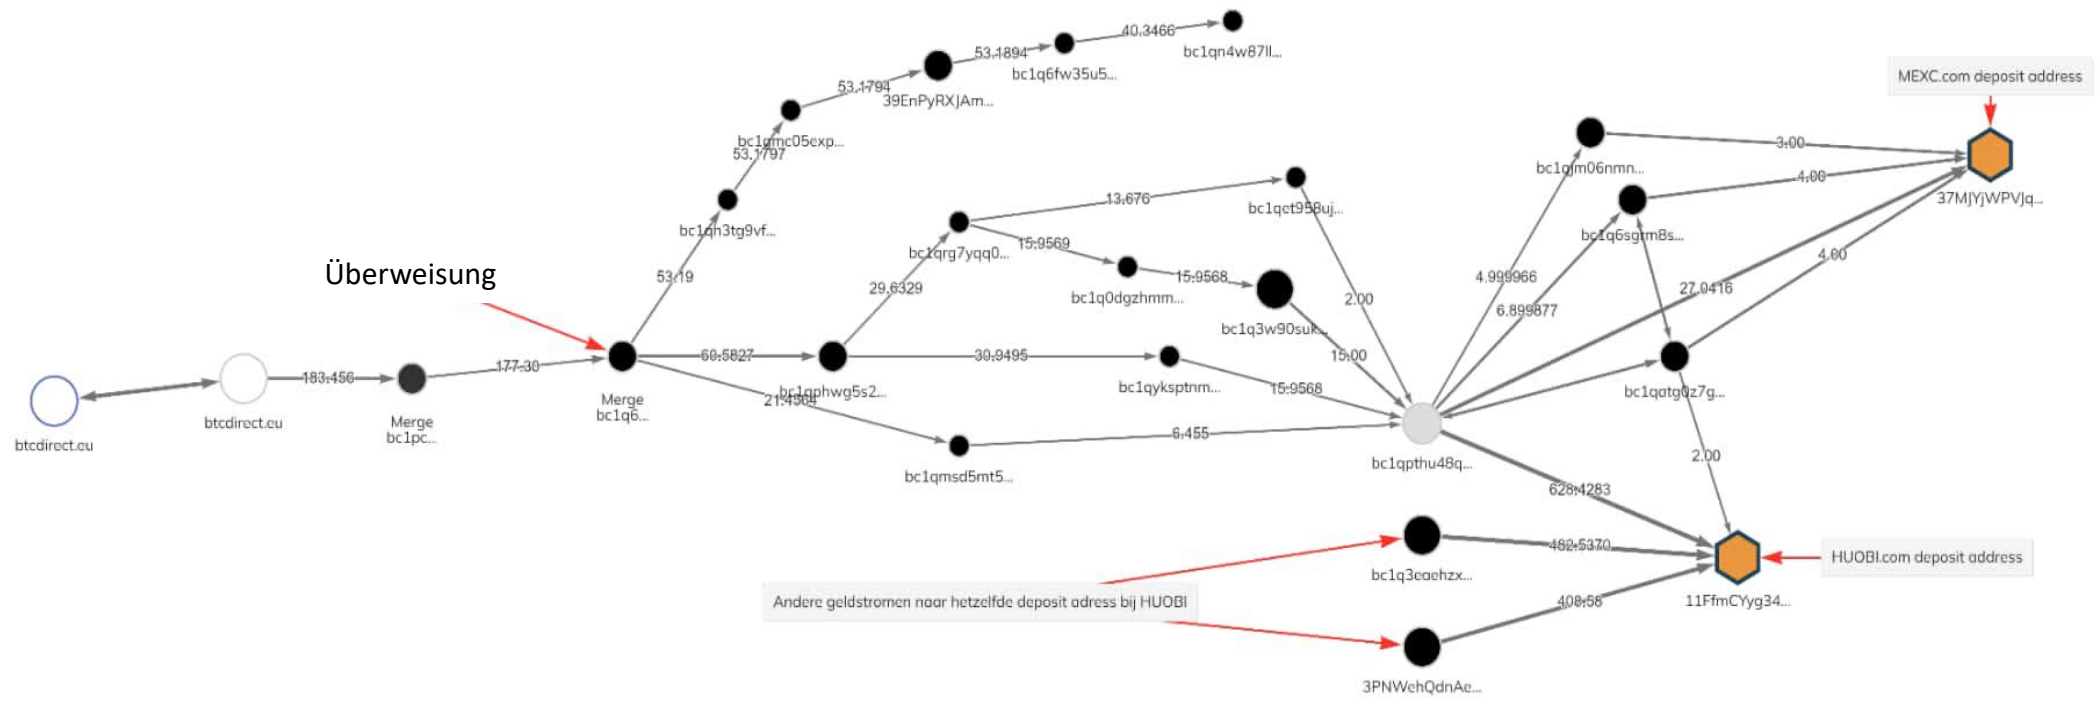 40.3466
bc1qn4w87ll...
53.1894
bc1q6fw35u5...
53.1794
39EnPyRXJAm...
MEXC.com deposit address
bc1qmc05exp...
53.1797
3.00
bc1qjm06nmn...
4.00
37MJYjWPVJq...
13.676
bc1qct958uj...
bc1qh3tg9vf...
bc1q6sgrm8s...
15.9569
bc1qrg7yqq0...
4.00
Überweisung
53.19
29.6329
15.9568
bc1q0dgzhmm...
4.999966
27.0416
2.00
6.899877
bc1q3w90suk...
15.00
60.5827
30.9495
177.30
183.456
bc1qphwg5s2...
21.4564
bc1qyksptnm...
15.9568
bc1qatg0z7g...
Merge
bc1q6...
btcdirect.eu
Merge
bc1pc...
btcdirect.eu
6.455
bc1qmsd5mt5...
bc1qpthu48q...
2.00
628.4283
482.5370
HUOBI.com deposit address
bc1q3eaehzx...
Andere geldstromen naar hetzelfde deposit adress bij HUOBI
408.58
11FfmCYyg34...
3PNWehQdnAe...